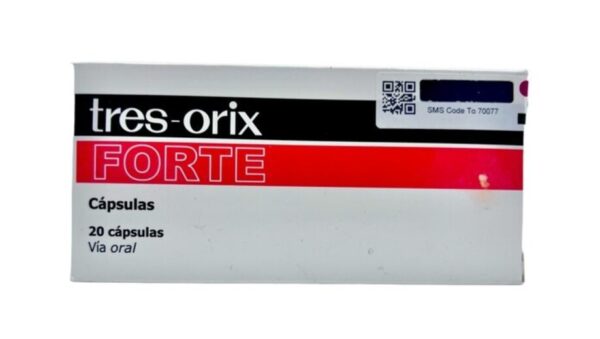 SMS Code To 70077
tres-orix
FORTE
Cápsulas
20 cápsulas
Vía oral